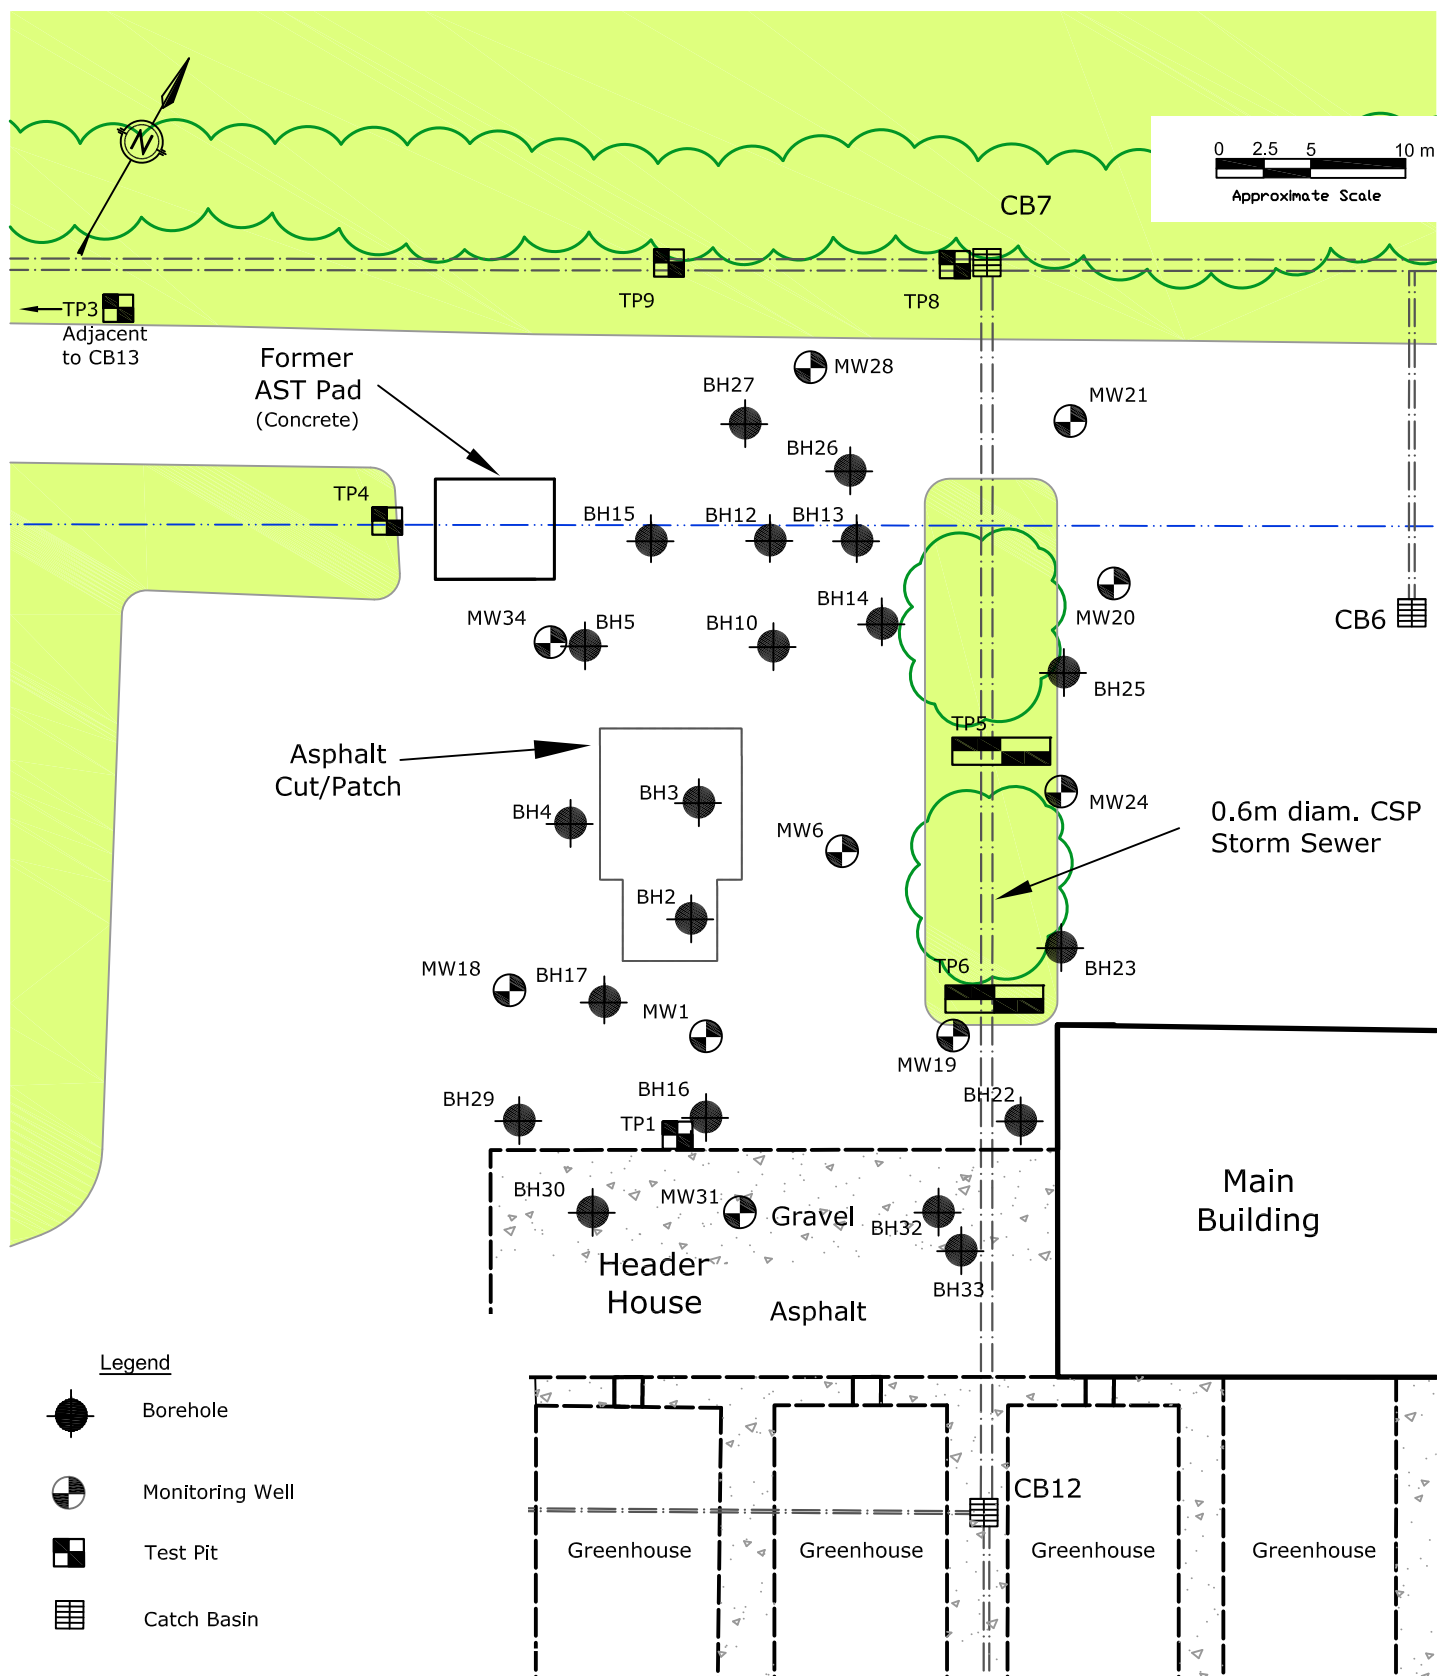 N
0 2.5 5 10 m
Approximate Scale
CB7
TP9
TP8
TP3
Adjacent
to CB13
Former
AST Pad
(Concrete)
MW28
BH27
MW21
BH26
TP4
BH15
BH12
BH13
BH14
MW34
BH5
BH10
MW20
CB6
BH25
TP5
Asphalt
Cut/Patch
BH3
BH4
MW6
MW24
0.6m diam. CSP
Storm Sewer
BH2
MW18
BH17
TP6
BH23
MW1
MW19
BH29
BH16
TP1
BH22
BH30
MW31
Gravel
BH32
BH33
Main
Building
Header
House
Asphalt
Legend
Borehole
Monitoring Well
Test Pit
Catch Basin
CB12
Greenhouse
Greenhouse
Greenhouse
Greenhouse